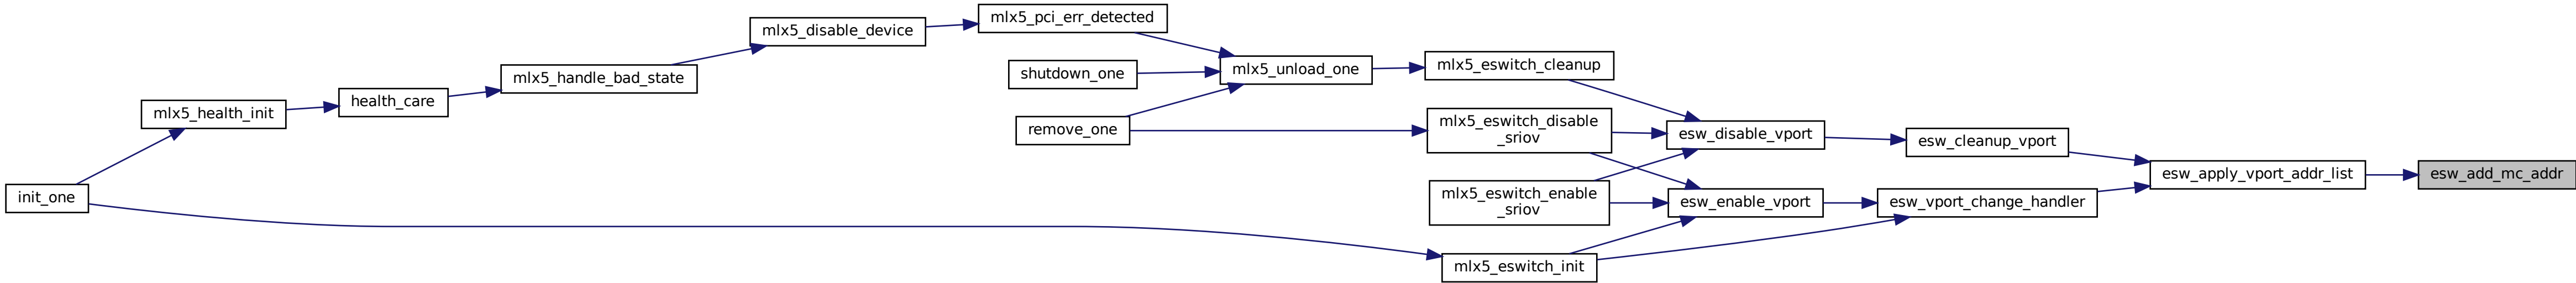 mlx5_pci_err_detected
mlx5_disable_device
mlx5_handle_bad_state
health_care
mlx5_health_init
init_one
shutdown_one
remove_one
mlx5_unload_one
mlx5_eswitch_cleanup
mlx5_eswitch_disable
_sriov
mlx5_eswitch_enable
_sriov
mlx5_eswitch_init
esw_disable_vport
esw_enable_vport
esw_cleanup_vport
esw_vport_change_handler
esw_apply_vport_addr_list
esw_add_mc_addr